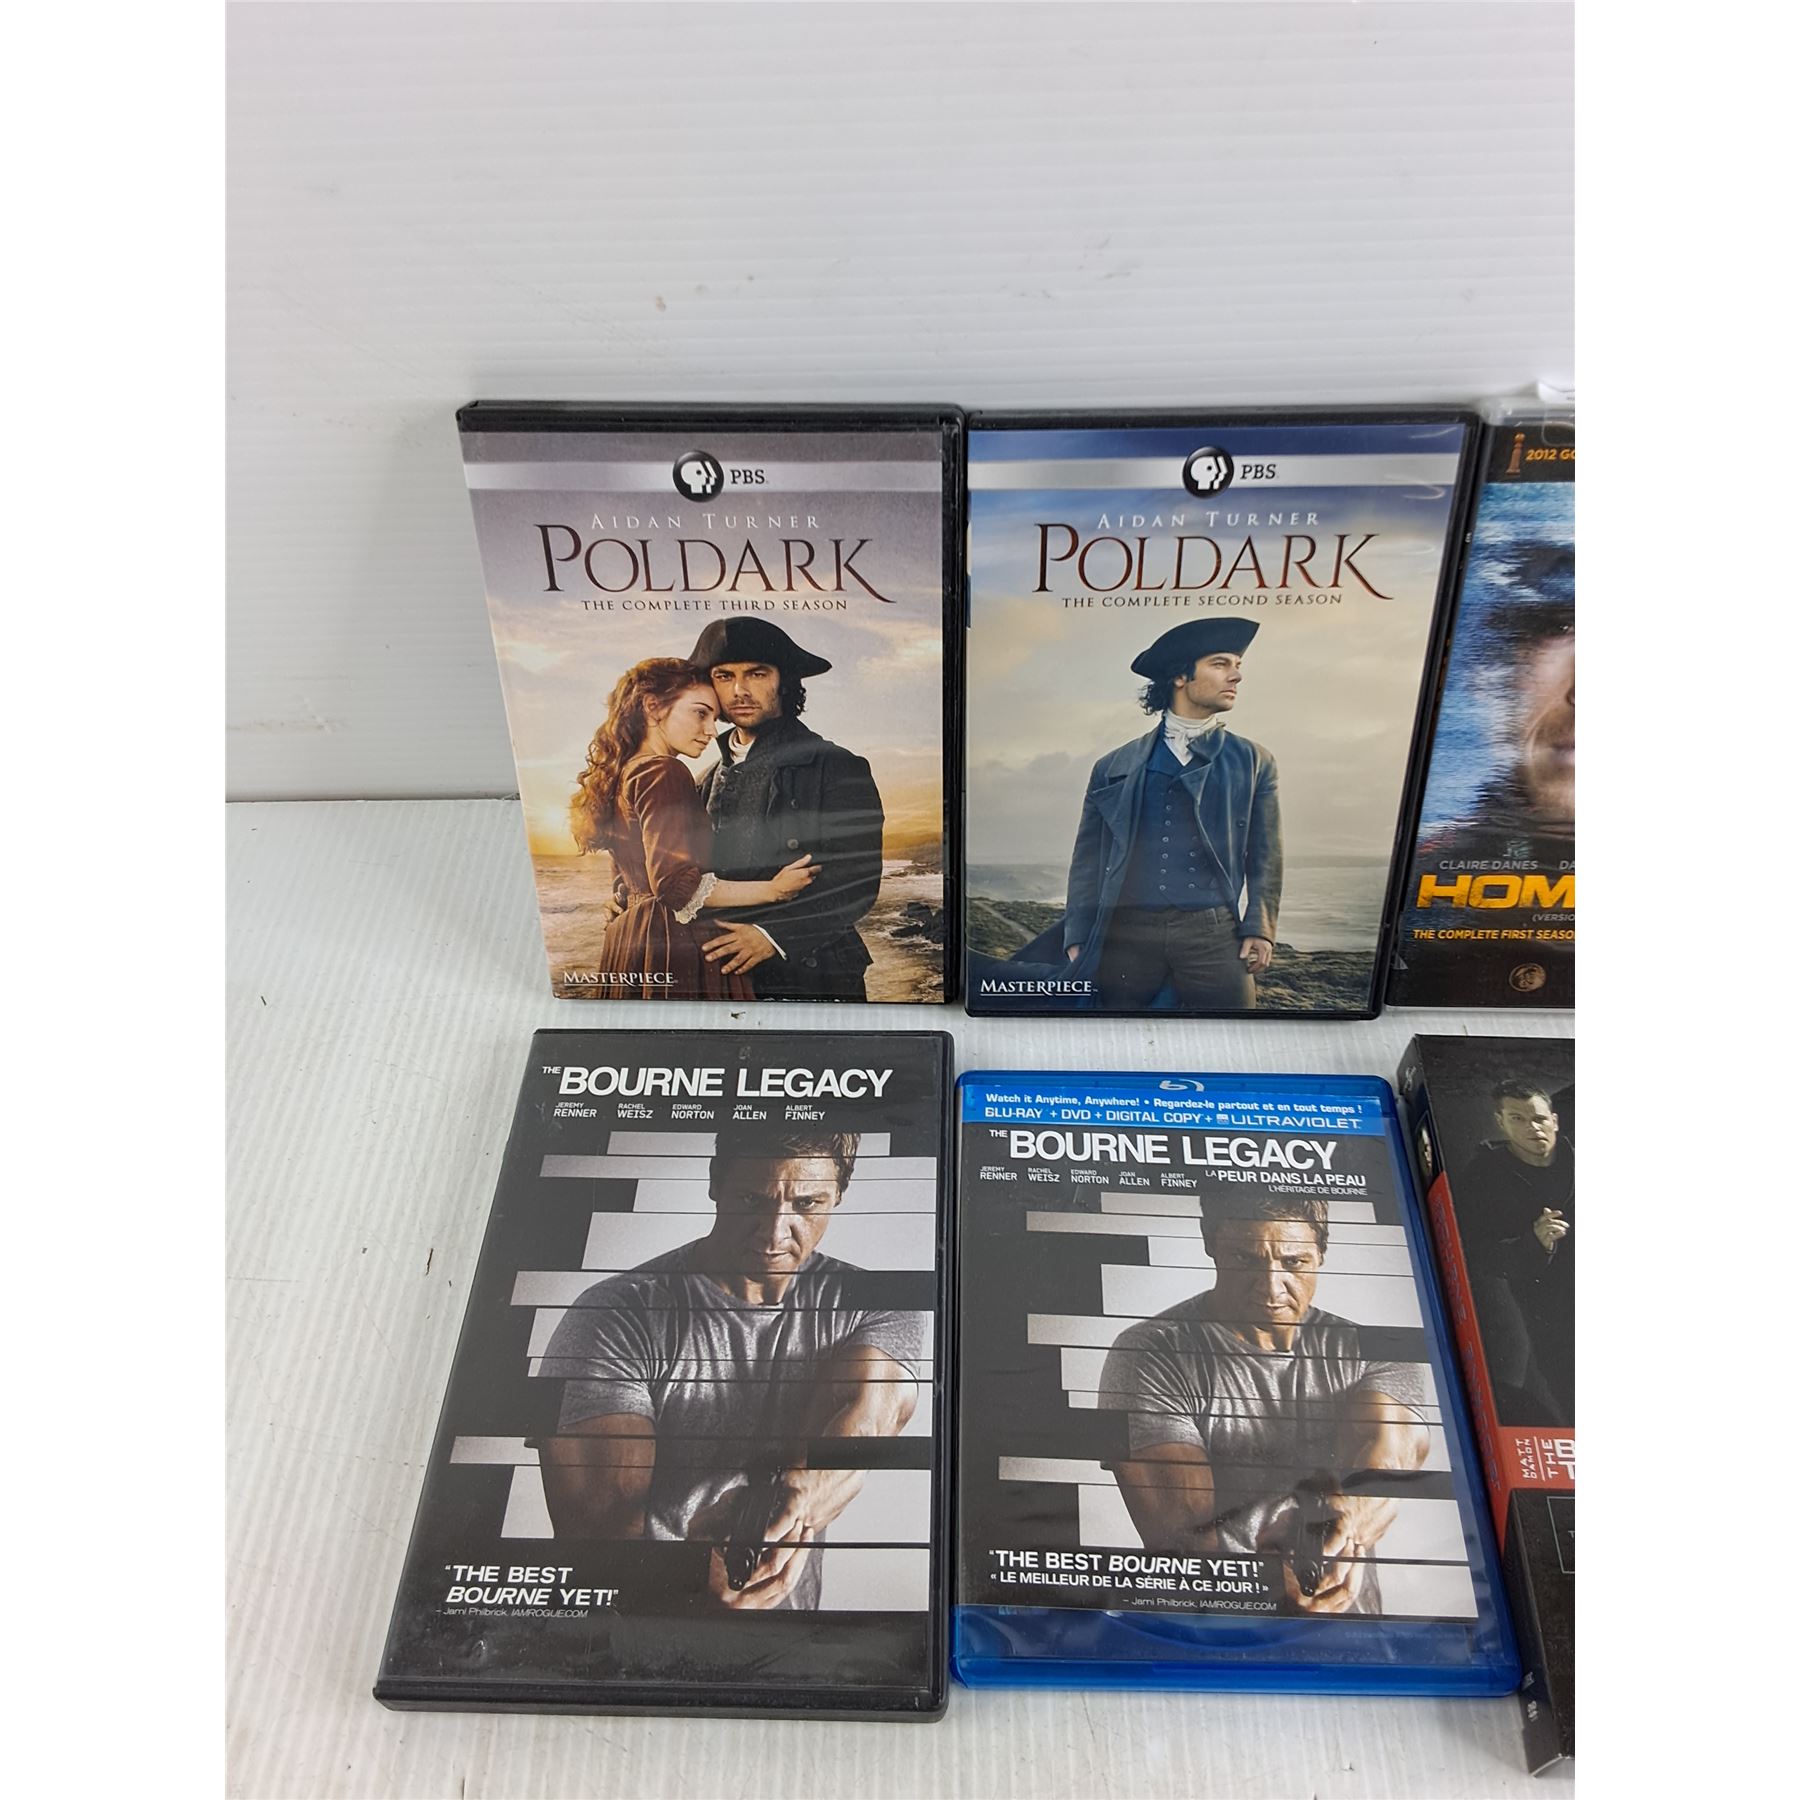 PBS
AIDAN TURNER
POLDARK
THE COMPLETE THIRD SEASON
MASTERPIECE
PBS
AIDAN TURNER
POLDARK
THE COMPLETE SECOND SEASON
MASTERPIECE
2012
CLAIRE DANES
HOM
THE COMPLETE FIRST SEASO
THE BOURNE LEGACY
JEREMY RENNER RACHEL WEISZ EDWARD NORTON JOAN ALLEN ALBERT FINNEY
"THE BEST
BOURNE YET!"
– Jami Philbrick, IAMROGUE.COM
Watch it Anytime, Anywhere! • Regardez-le partout et en tout temps !
BLU-RAY + DVD + DIGITAL COPY + ULTRAVIOLET
THE BOURNE LEGACY
JEREMY RENNER RACHEL WEISZ EDWARD NORTON JOAN ALLEN ALBERT FINNEY
LA PEUR DANS LA PEAU
L'HÉRITAGE DE BOURNE
"THE BEST BOURNE YET!"
« LE MEILLEUR DE LA SÉRIE À CE JOUR ! »
– Jami Philbrick, IAMROGUE.COM
MATT DAMON
THE